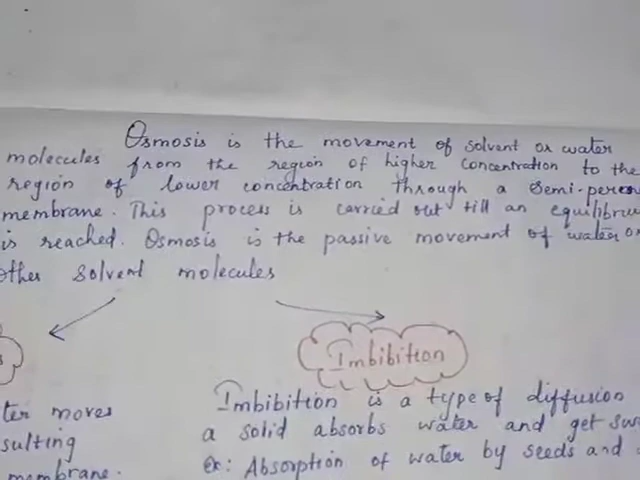 Osmosis is the movement of solvent or water
molecules from the region of higher concentration to the
region of lower concentration through a
membrane. This process is carried out till an
is reached. Osmosis is the passive movement of water or
other solvent molecules
Imbibition
Imbibition is a type of diffusion
moves
a solid absorbs water and get
Ex: Absorption of water by seeds and
membrane.